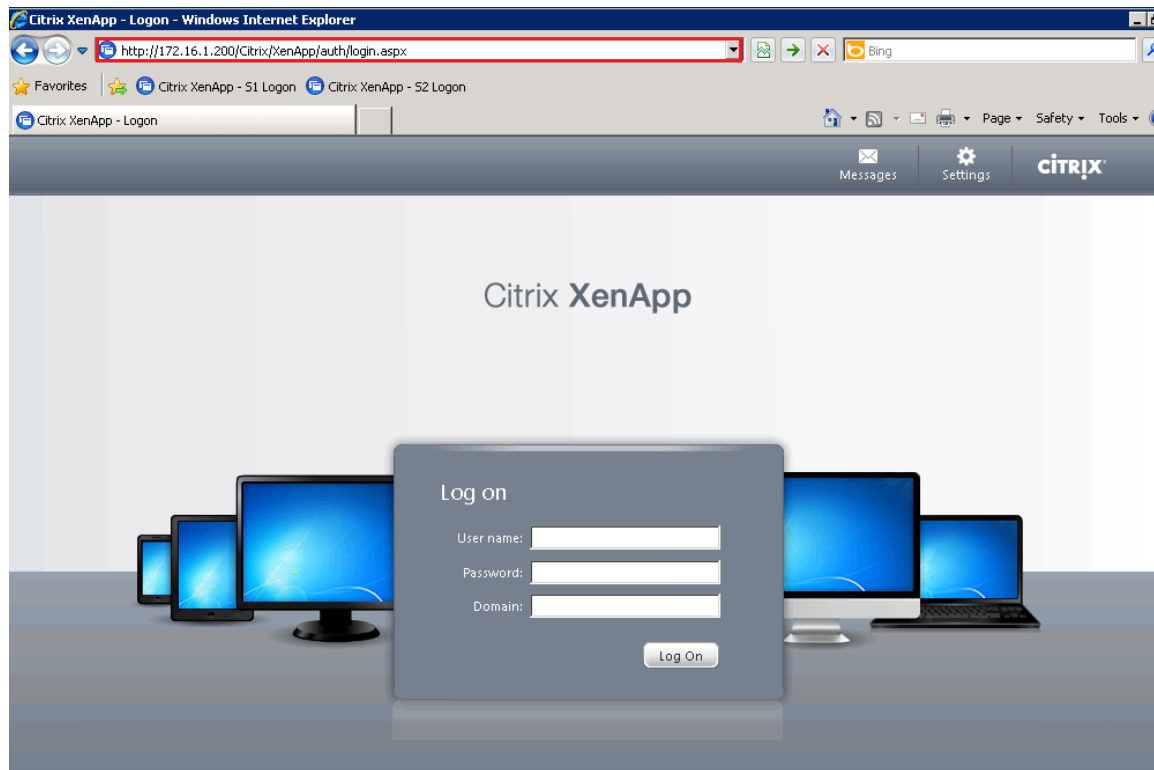 Citrix XenApp - Logon - Windows Internet Explorer
http://172.16.1.200/Citrix/XenApp/auth/login.aspx
Bing
Favorites Citrix XenApp - S1 Logon Citrix XenApp - S2 Logon
Citrix XenApp - Logon
Page Safety Tools
Messages Settings CITRIX
Citrix XenApp
Log on
User name:
Password:
Domain:
Log On